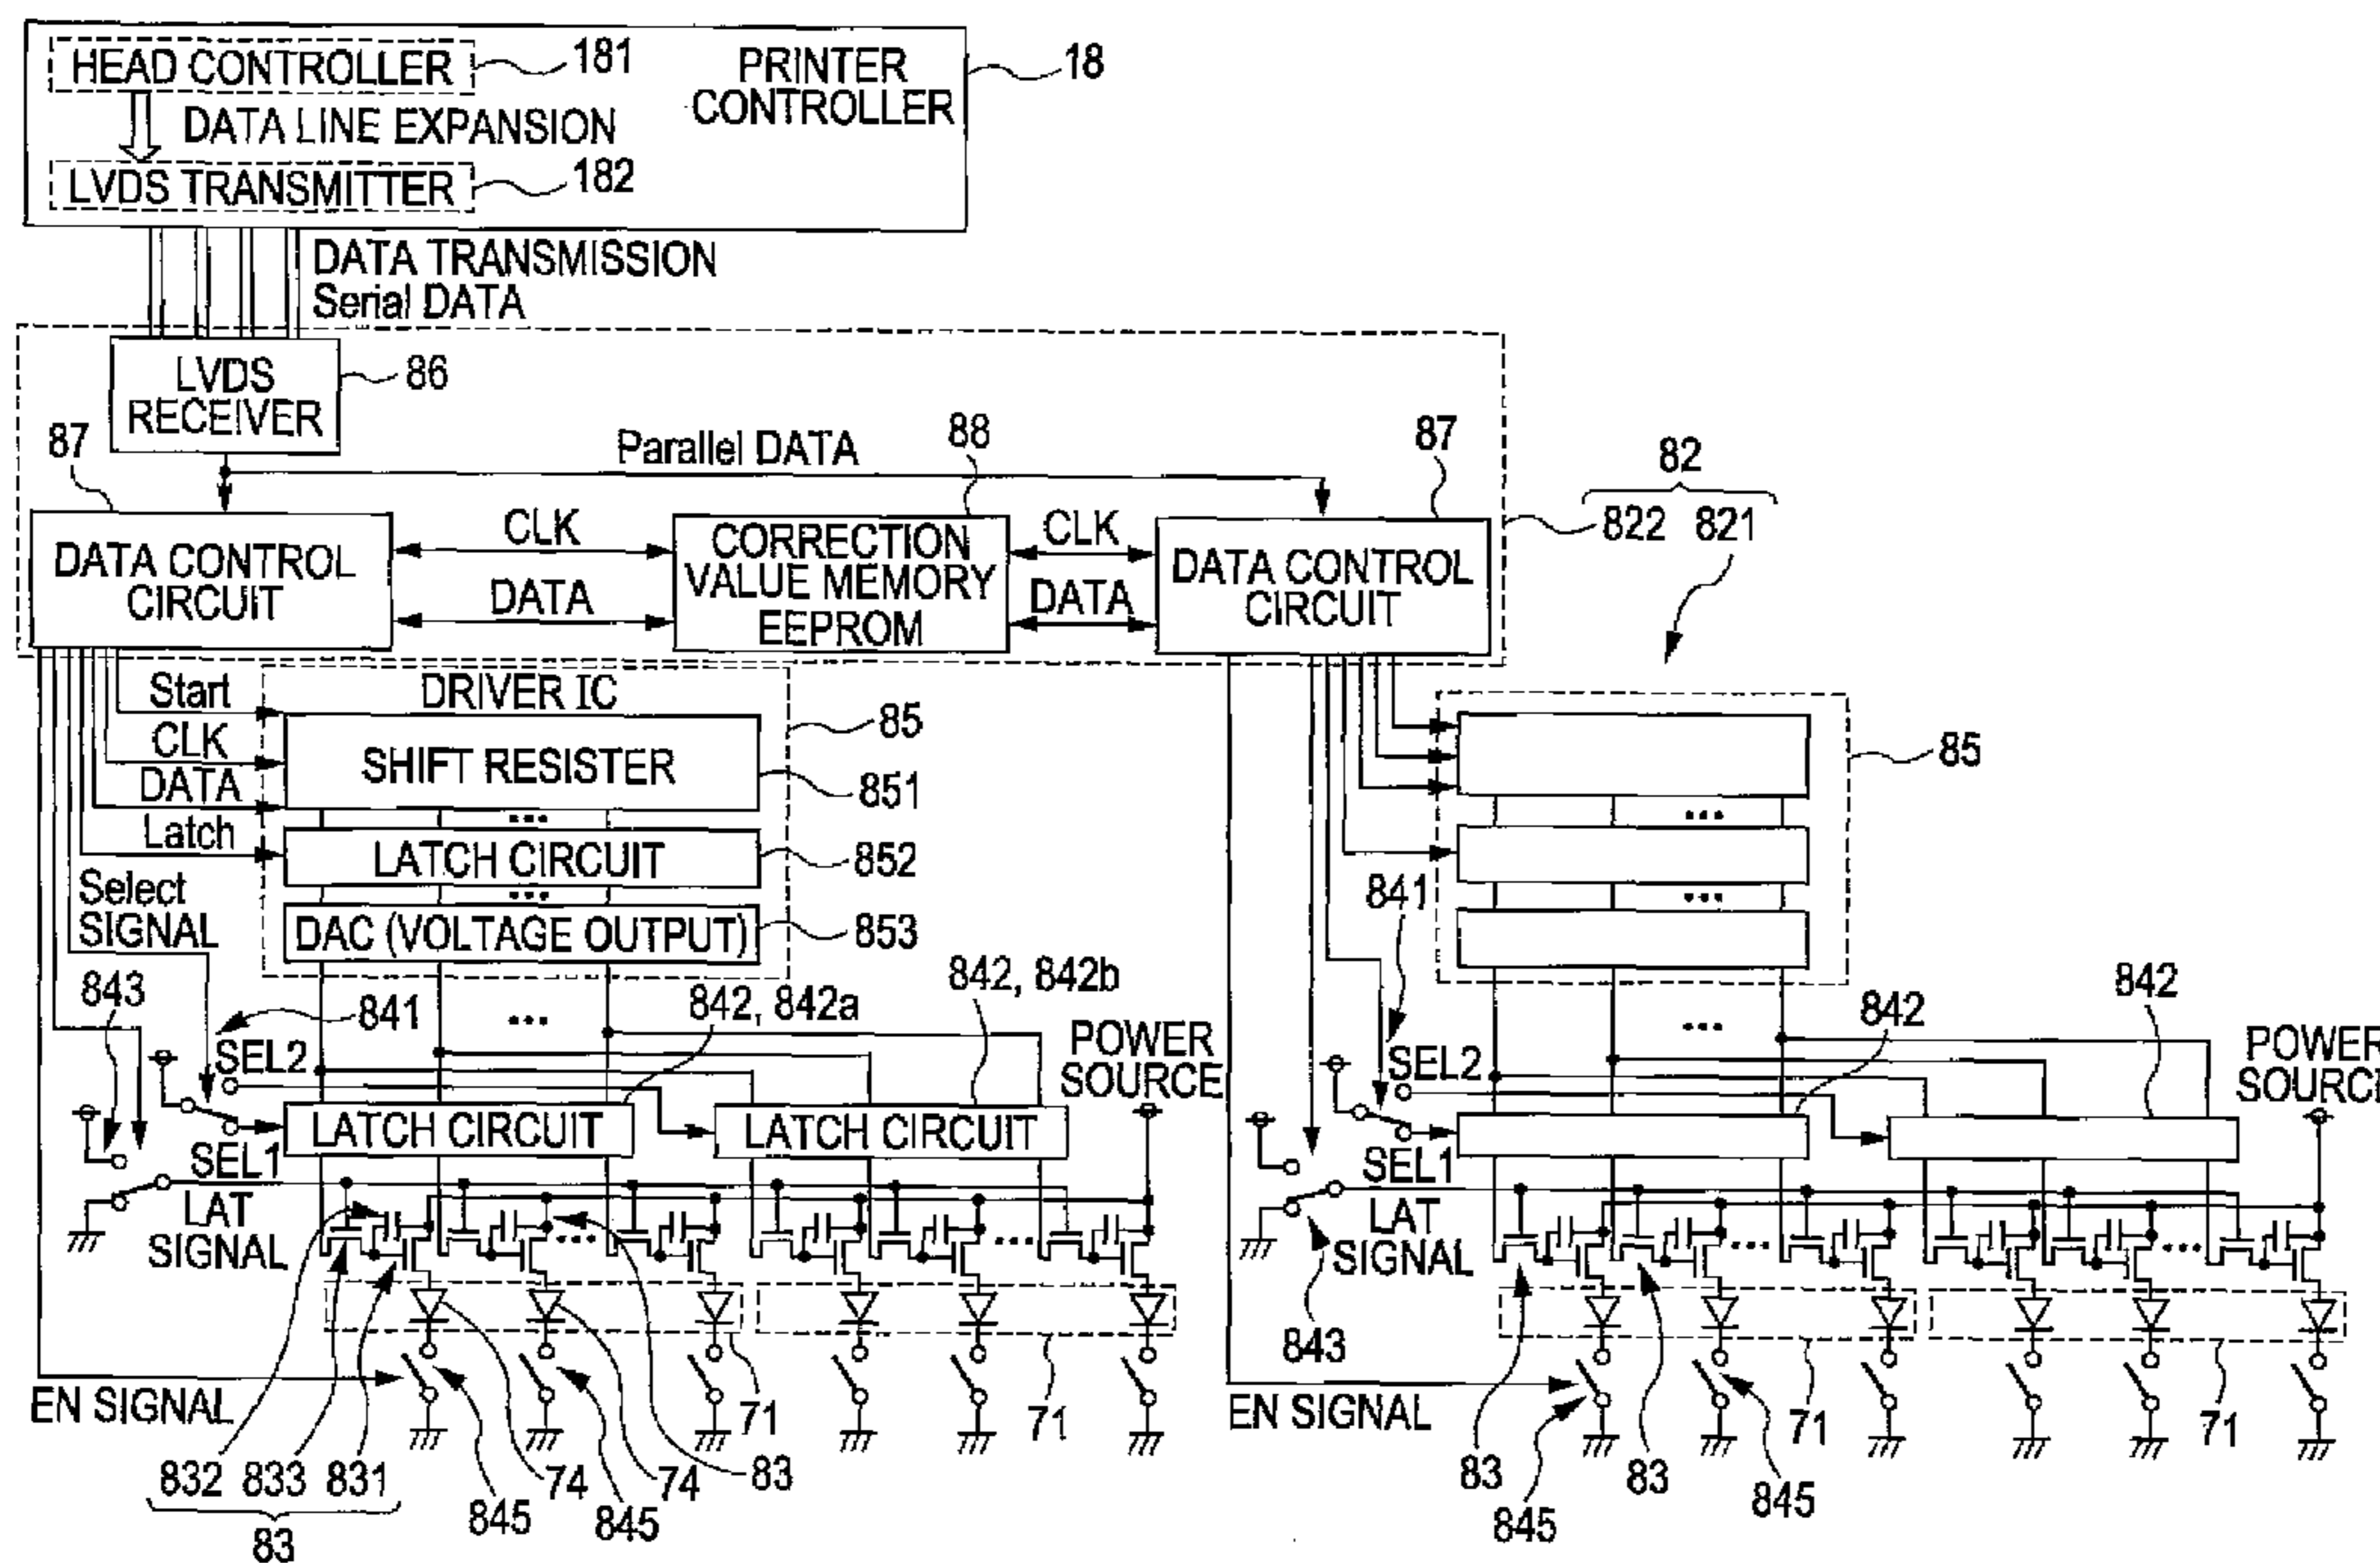 HEAD CONTROLLER
181
PRINTER
CONTROLLER
18
DATA LINE EXPANSION
LVDS TRANSMITTER
182
DATA TRANSMISSION
Serial DATA
LVDS
RECEIVER
86
87
Parallel DATA
88
87
82
822 821
DATA CONTROL
CIRCUIT
CLK
DATA
CORRECTION
VALUE MEMORY
EEPROM
CLK
DATA
DATA CONTROL
CIRCUIT
Start
CLK
DATA
Latch
DRIVER IC
SHIFT RESISTER
85
851
...
LATCH CIRCUIT
852
...
DAC (VOLTAGE OUTPUT)
853
Select
SIGNAL
85
...
...
841
843
841
...
842, 842a
842, 842b
POWER
SOURCE
...
842
842
POWER
SOURCE
SEL2
LATCH CIRCUIT
LATCH CIRCUIT
SEL1
LAT
SIGNAL
...
...
SEL2
SEL1
LAT
SIGNAL
...
...
843
EN SIGNAL
71
71
832 833 831
83
845
74
845
74
83
EN SIGNAL
71
71
83
845
83
845